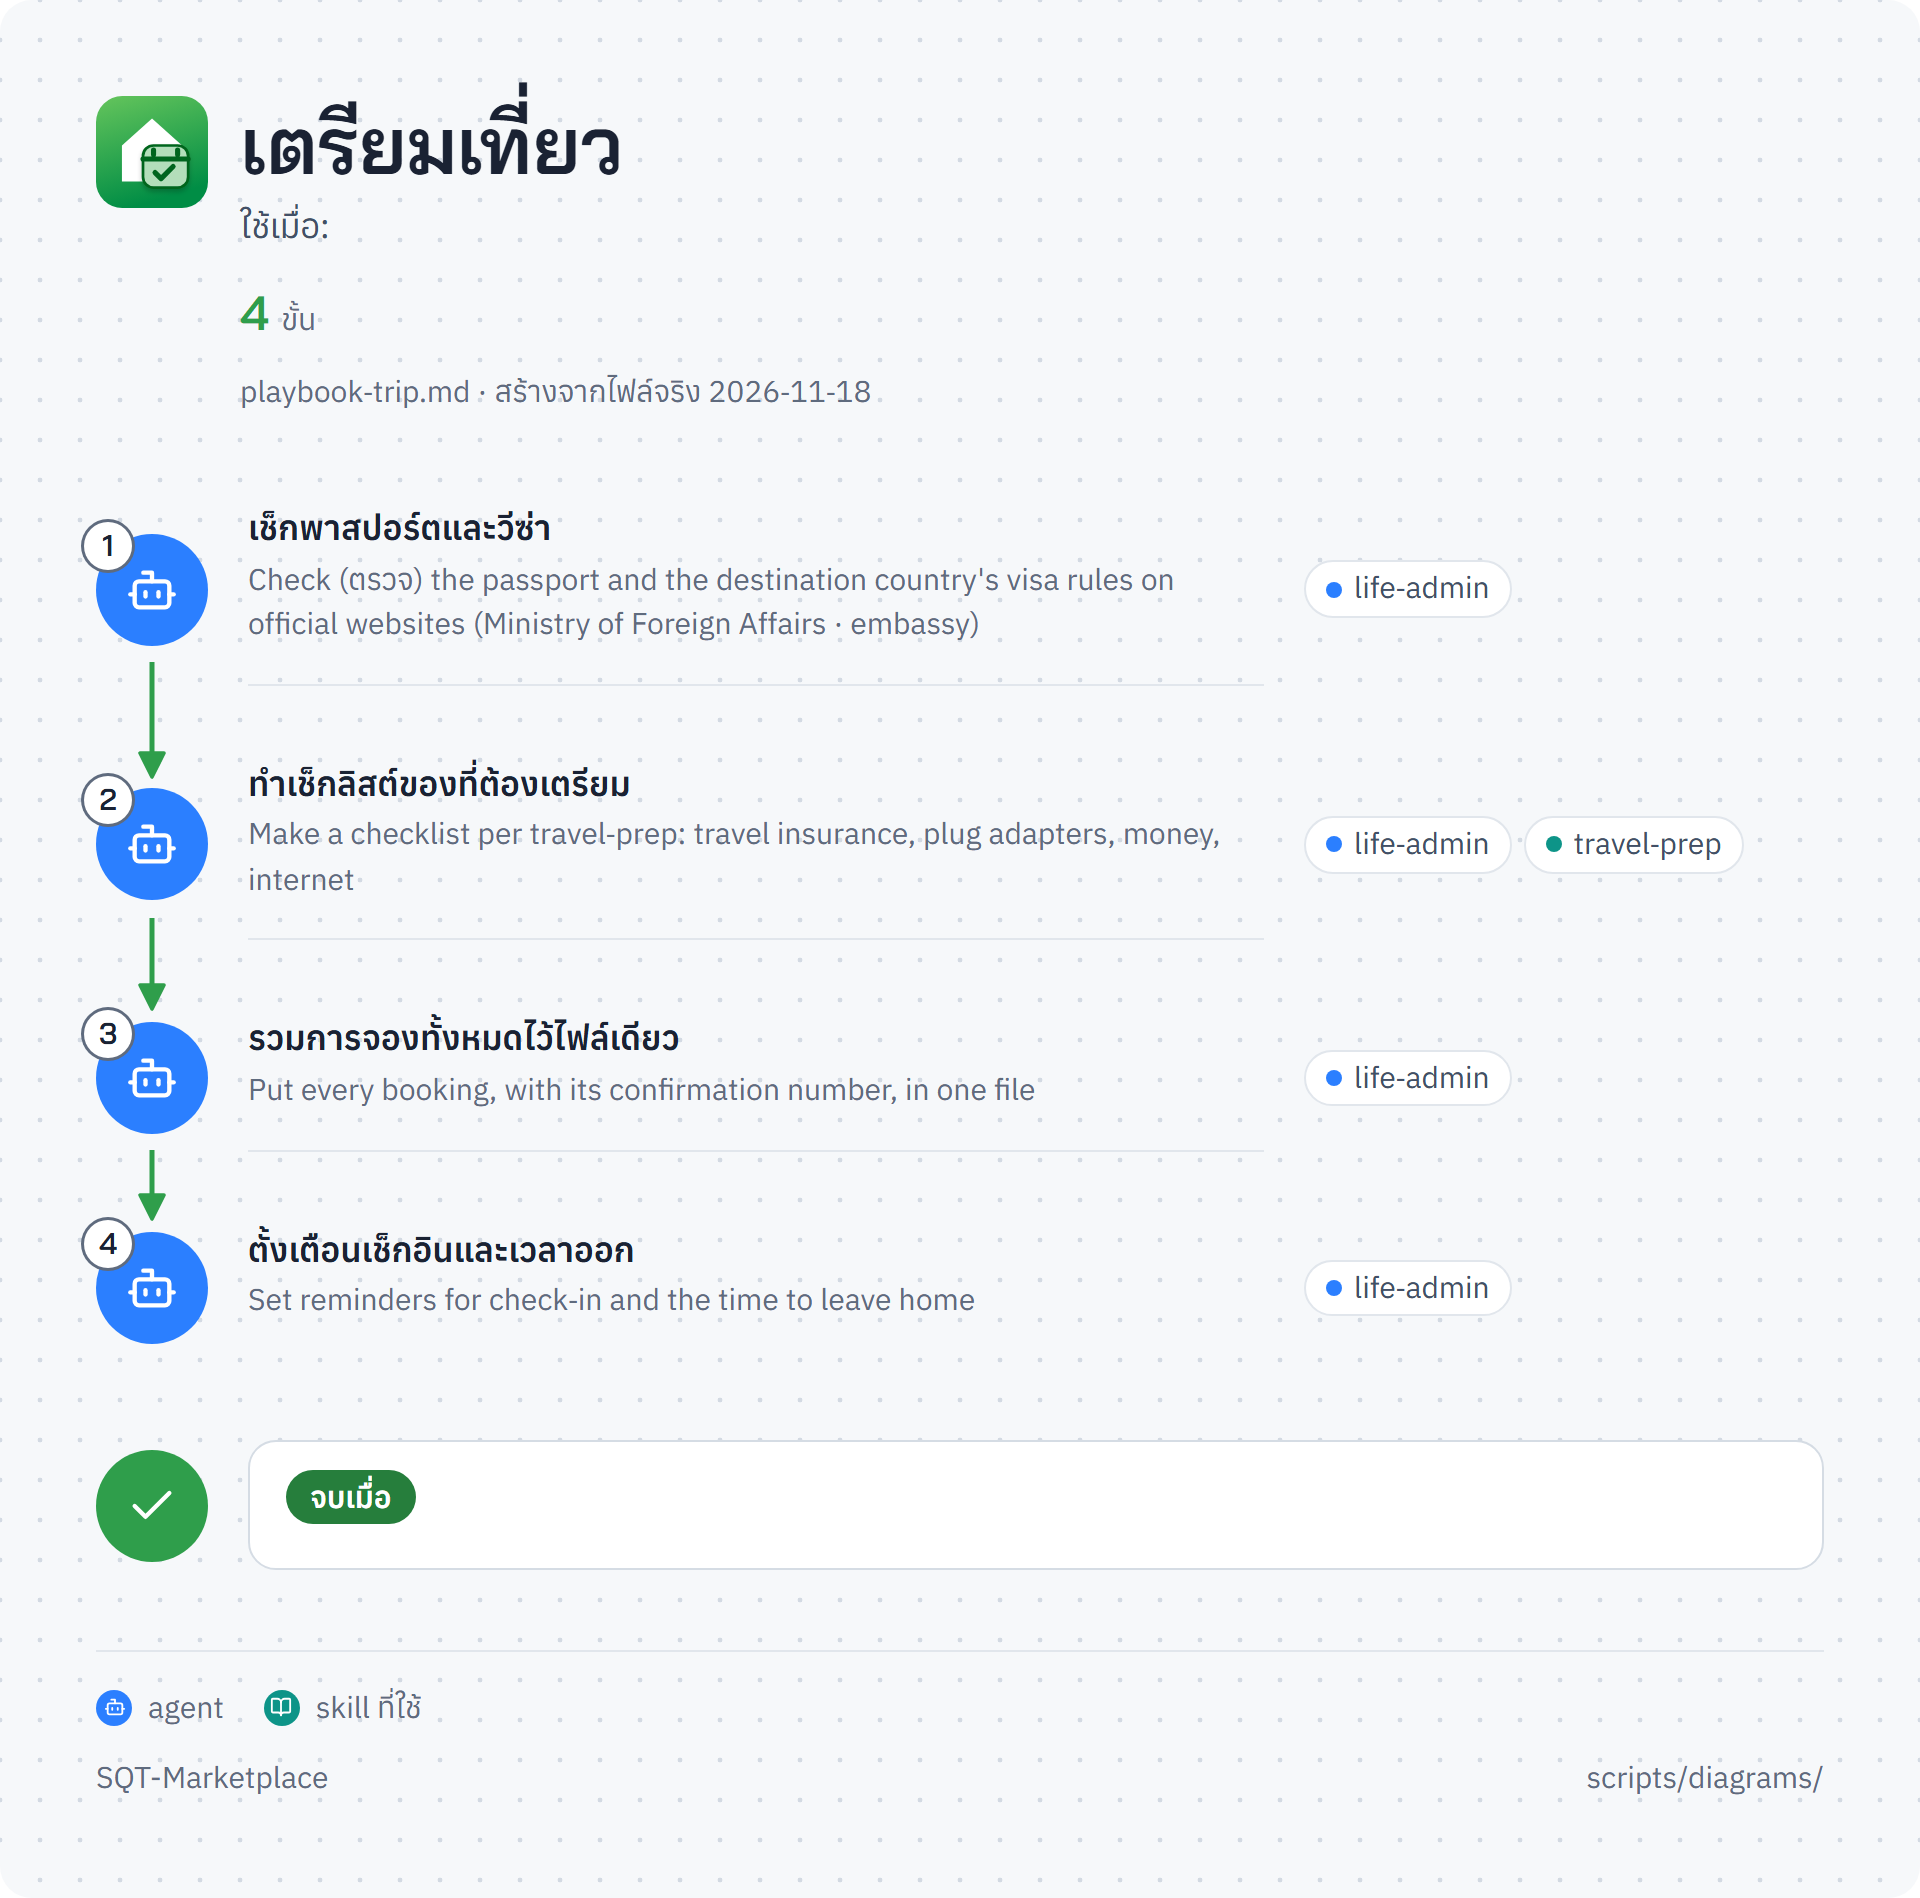 เตรียมเที่ยว
ใช้เมื่อ:
4 ขั้น
playbook-trip.md · สร้างจากไฟล์จริง 2026-11-18
1
เช็กพาสปอร์ตและวีซ่า
Check (ตรวจ) the passport and the destination country's visa rules on
official websites (Ministry of Foreign Affairs · embassy)
life-admin
2
ทำเช็กลิสต์ของที่ต้องเตรียม
Make a checklist per travel-prep: travel insurance, plug adapters, money,
internet
life-admin travel-prep
3
รวมการจองทั้งหมดไว้ไฟล์เดียว
Put every booking, with its confirmation number, in one file
life-admin
4
ตั้งเตือนเช็กอินและเวลาออก
Set reminders for check-in and the time to leave home
life-admin
จบเมื่อ
agent skill ที่ใช้
SQT-Marketplace scripts/diagrams/